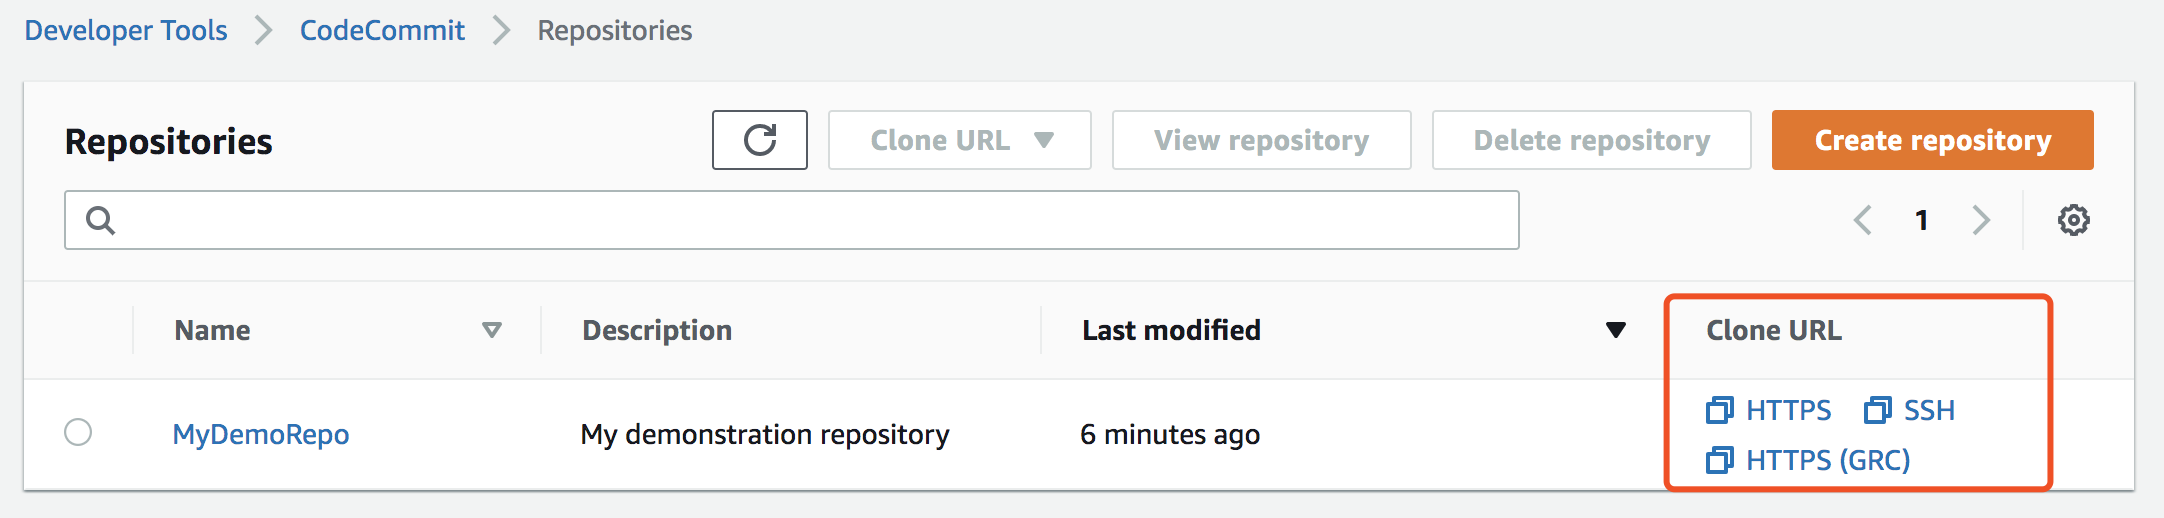 Developer Tools CodeCommit Repositories
Repositories Clone URL View repository Delete repository Create repository
1
Name Description Last modified Clone URL
MyDemoRepo My demonstration repository 6 minutes ago HTTPS SSH
HTTPS (GRC)